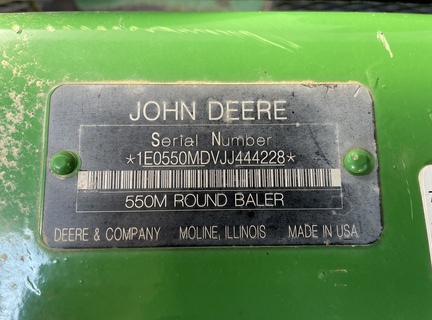 JOHN DEERE
Serial Number
*1E0550MDVJJ444228*
550M ROUND BALER
DEERE & COMPANY MOLINE, ILLINOIS MADE IN USA